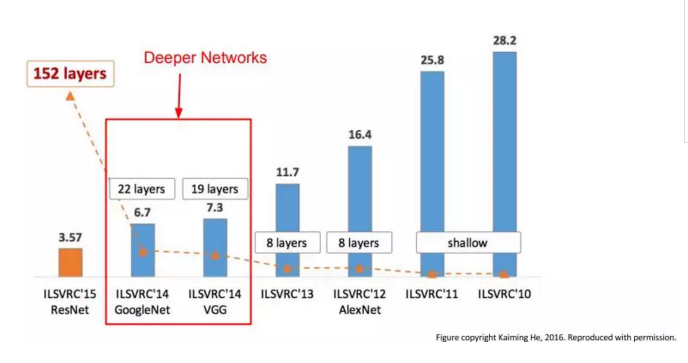 Deeper Networks
152 layers
28.2
25.8
16.4
11.7
22 layers
19 layers
6.7
7.3
3.57
8 layers
8 layers
shallow
ILSVRC'15
ResNet
ILSVRC'14
GoogleNet
ILSVRC'14
VGG
ILSVRC'13
ILSVRC'12
AlexNet
ILSVRC'11
ILSVRC'10
Figure copyright Kaiming He, 2016. Reproduced with permission.